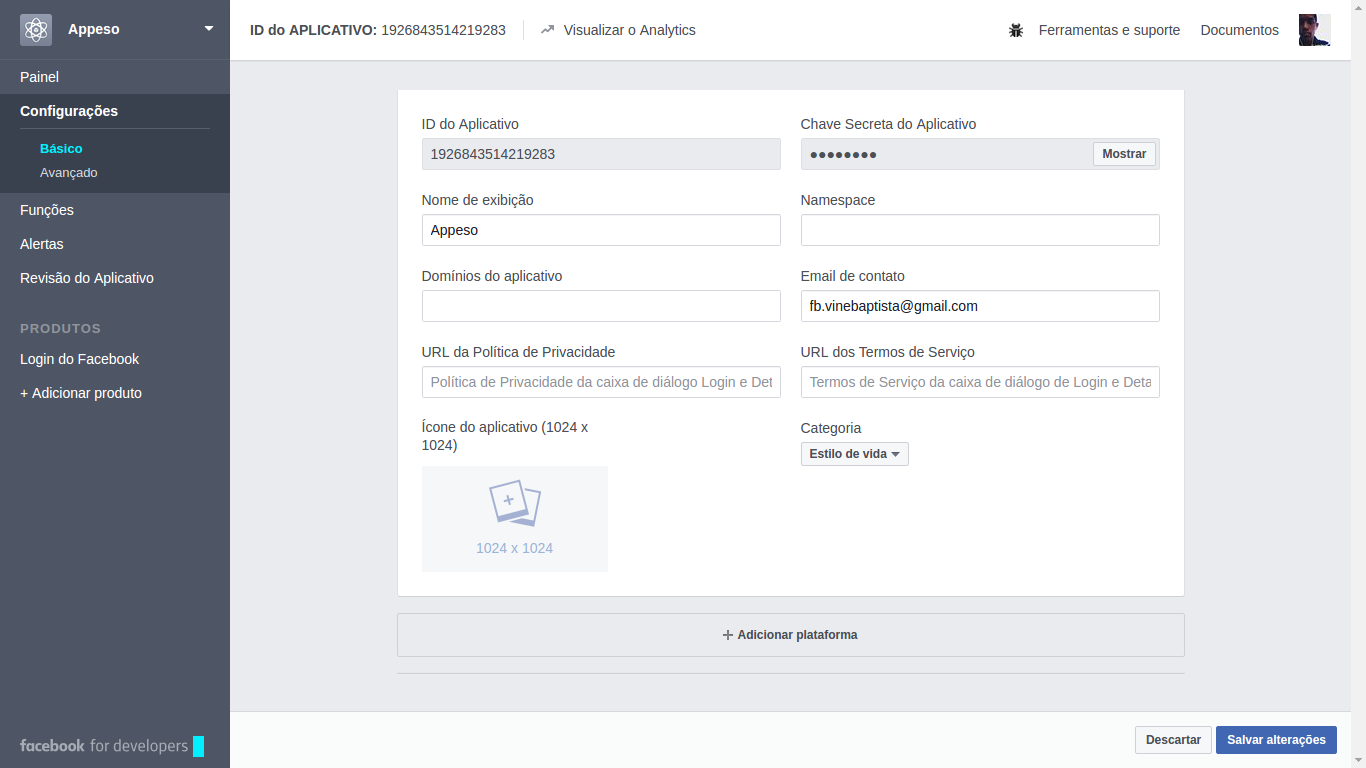 Appeso
ID do APLICATIVO: 1926843514219283
Visualizar o Analytics
Ferramentas e suporte
Documentos
Painel
Configurações
Básico
Avançado
Funções
Alertas
Revisão do Aplicativo
PRODUTOS
Login do Facebook
+ Adicionar produto
facebook for developers
ID do Aplicativo
1926843514219283
Chave Secreta do Aplicativo
●●●●●●●●
Mostrar
Nome de exibição
Appeso
Namespace
Domínios do aplicativo
Email de contato
fb.vinebaptista@gmail.com
URL da Política de Privacidade
Política de Privacidade da caixa de diálogo Login e Det
URL dos Termos de Serviço
Termos de Serviço da caixa de diálogo de Login e Deta
Ícone do aplicativo (1024 x
1024)
1024 x 1024
Categoria
Estilo de vida
+ Adicionar plataforma
Descartar
Salvar alterações